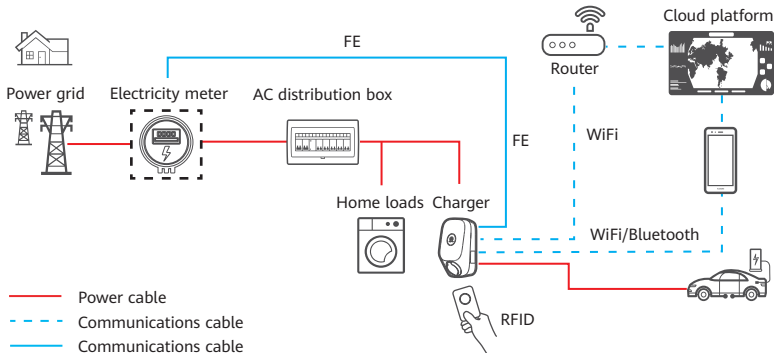 FE
Cloud platform
Router
Power grid
Electricity meter
AC distribution box
FE
WiFi
Home loads
Charger
WiFi/Bluetooth
RFID
Power cable
Communications cable
Communications cable